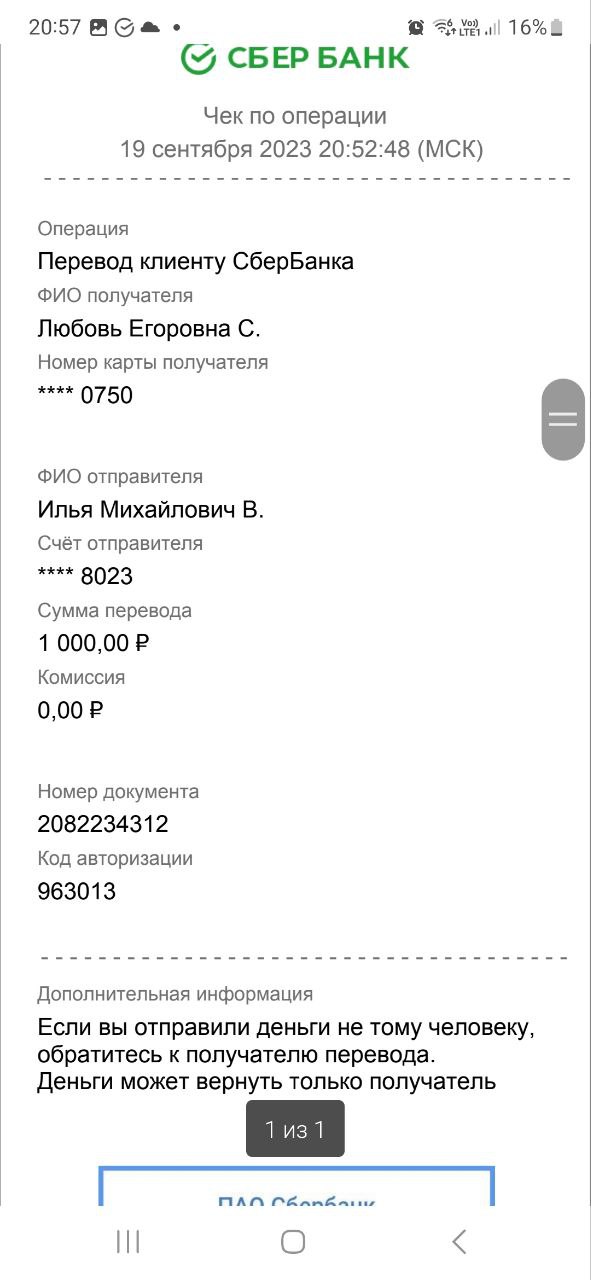 20:57
16%
СБЕР БАНК
Чек по операции
19 сентября 2023 20:52:48 (МСК)
Операция
Перевод клиенту СберБанка
ФИО получателя
Любовь Егоровна С.
Номер карты получателя
**** 0750
ФИО отправителя
Илья Михайлович В.
Счёт отправителя
**** 8023
Сумма перевода
1 000,00 ₽
Комиссия
0,00 ₽
Номер документа
2082234312
Код авторизации
963013
Дополнительная информация
Если вы отправили деньги не тому человеку,
обратитесь к получателю перевода.
Деньги может вернуть только получатель
1 из 1
ПАО Сбербанк